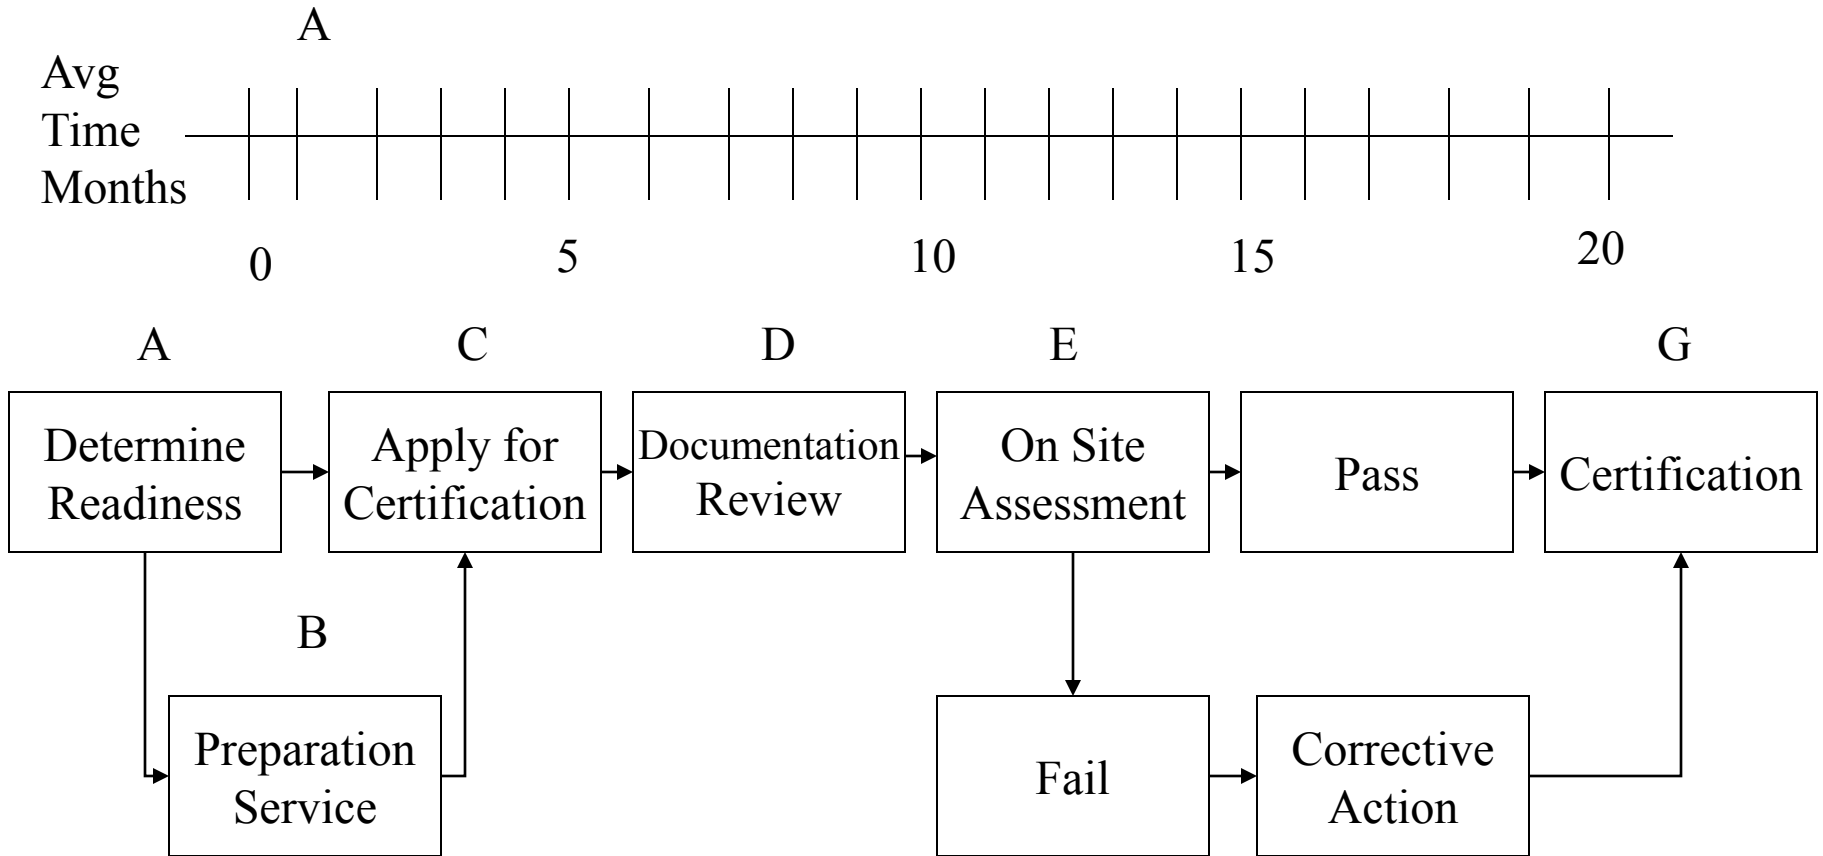 A
Avg
Time
Months
0
5
10
15
20
A
C
D
E
G
Determine
Readiness
Apply for
Certification
Documentation
Review
On Site
Assessment
Pass
Certification
B
Preparation
Service
Fail
Corrective
Action